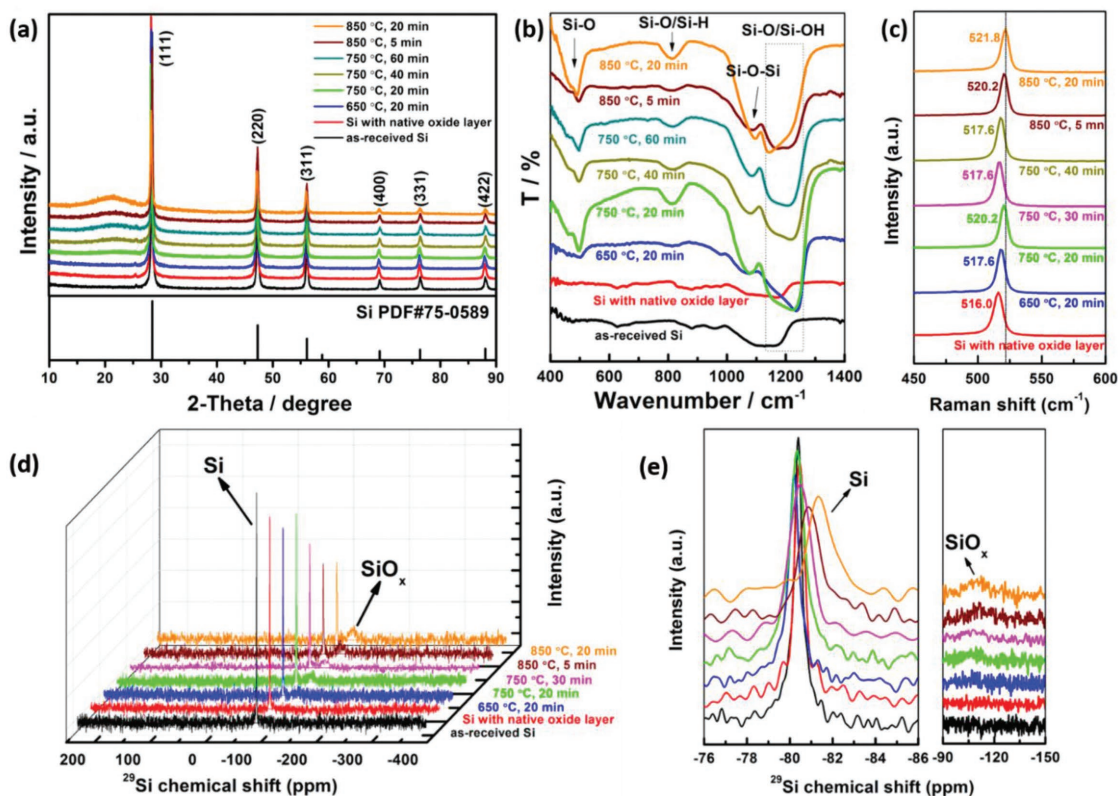 (a)
850 °C, 20 min
850 °C, 5 min
750 °C, 60 min
750 °C, 40 min
750 °C, 20 min
650 °C, 20 min
Si with native oxide layer
as-received Si
(111)
(220)
(311)
(400)
(331)
(422)
Si PDF#75-0589
Intensity / a.u.
10 20 30 40 50 60 70 80 90
2-Theta / degree
(b)
Si-O
Si-O/Si-H
Si-O/Si-OH
Si-O-Si
850 °C, 20 min
850 °C, 5 min
750 °C, 60 min
750 °C, 40 min
750 °C, 20 min
650 °C, 20 min
Si with native oxide layer
as-received Si
T / %
400 600 800 1000 1200 1400
Wavenumber / cm⁻¹
(c)
521.8
850 °C, 20 min
520.2
850 °C, 5 mn
517.6
750 °C, 40 min
517.6
750 °C, 30 min
520.2
750 °C, 20 min
517.6
650 °C, 20 min
516.0
Si with native oxide layer
Intensity (a.u.)
450 500 550 600
Raman shift (cm⁻¹)
(d)
Si
SiOₓ
Intensity (a.u.)
850 °C, 20 min
850 °C, 5 min
750 °C, 30 min
750 °C, 20 min
650 °C, 20 min
Si with native oxide layer
as-received Si
200 100 0 -100 -200 -300 -400
²⁹Si chemical shift (ppm)
(e)
Si
SiOₓ
Intensity (a.u.)
-76 -78 -80 -82 -84 -86
-90 -120 -150
²⁹Si chemical shift (ppm)